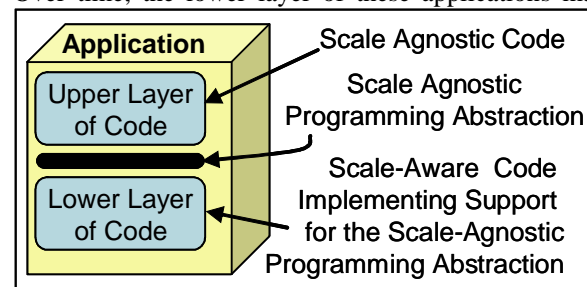 Over time, the lower layer of these applications
Application
Upper Layer
of Code
Lower Layer
of Code
Scale Agnostic Code
Scale Agnostic
Programming Abstraction
Scale-Aware Code
Implementing Support
for the Scale-Agnostic
Programming Abstraction